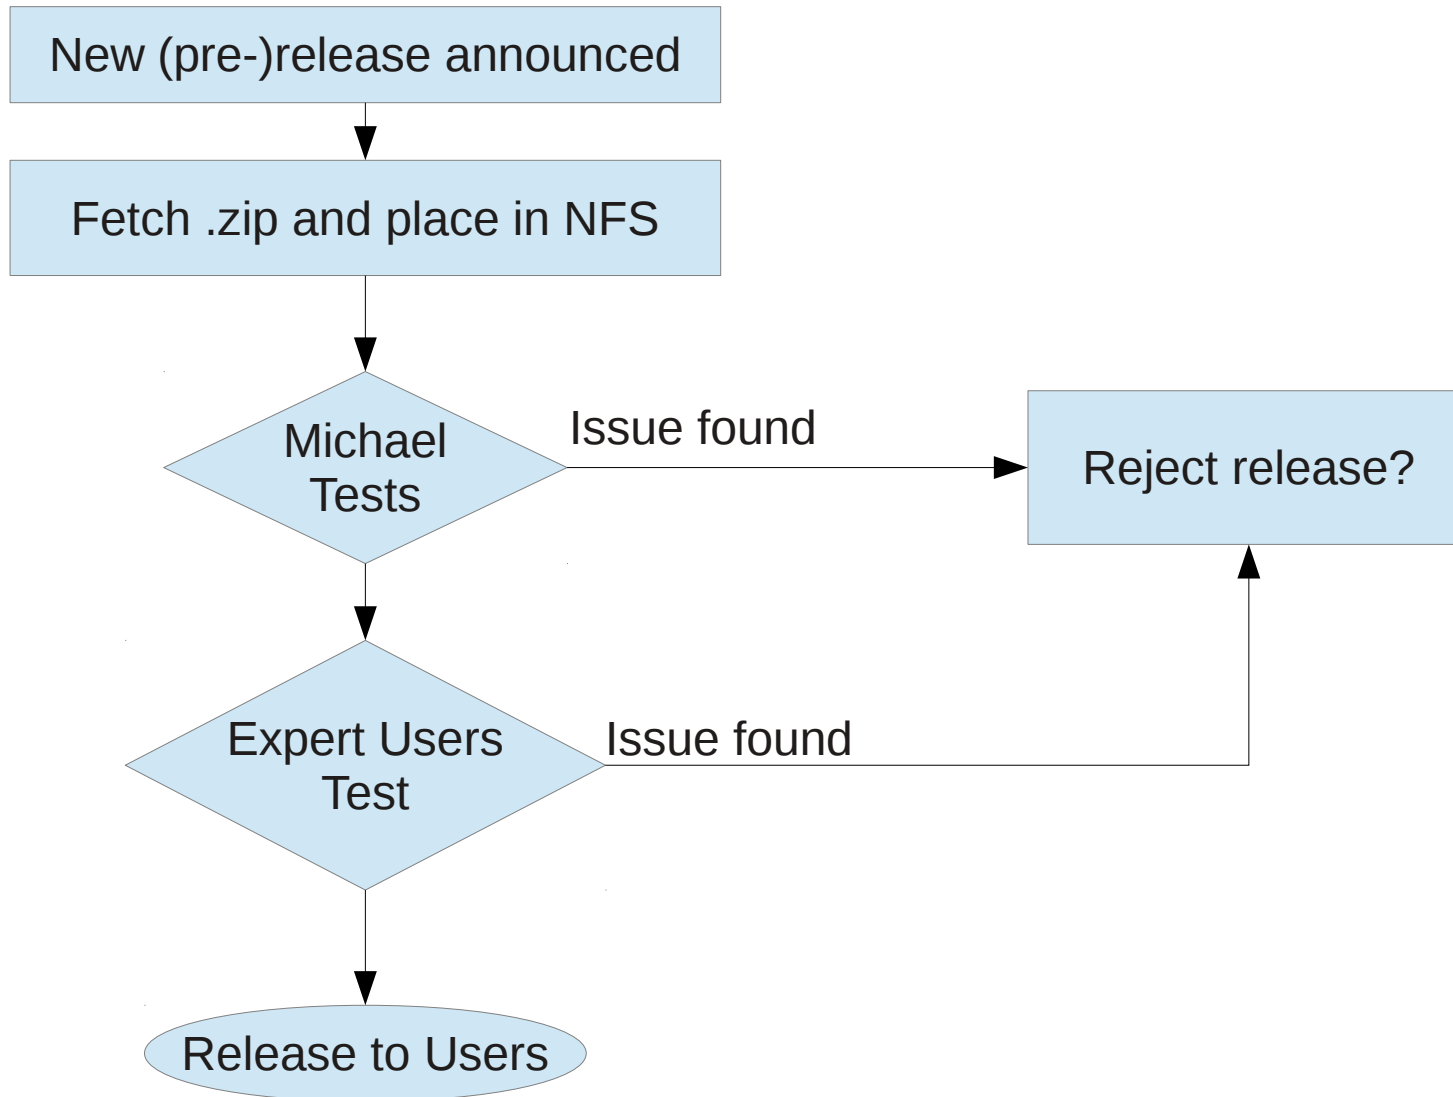 New (pre-)release announced
Fetch .zip and place in NFS
Michael
Tests
Issue found
Reject release?
Expert Users
Test
Issue found
Release to Users